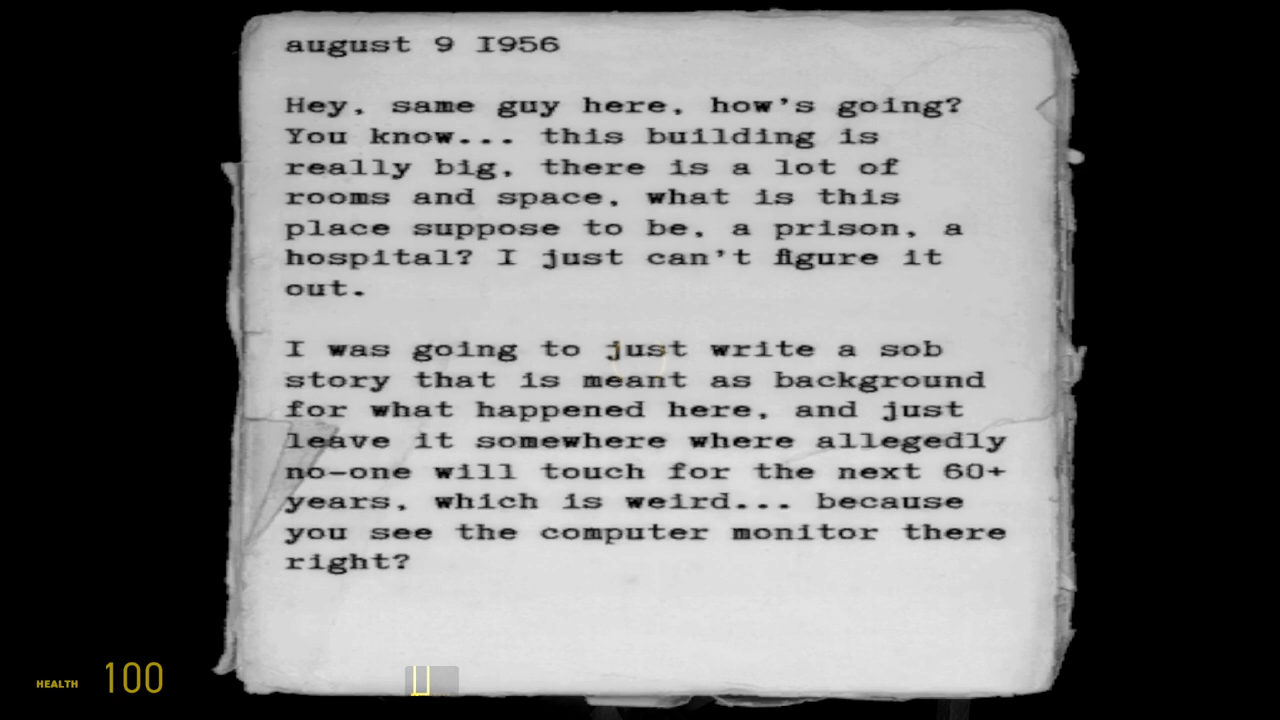 august 9 I956
Hey, same guy here, how's going?
You know... this building is
really big, there is a lot of
rooms and space, what is this
place suppose to be, a prison, a
hospital? I just can't figure it
out.
I was going to just write a sob
story that is meant as background
for what happened here, and just
leave it somewhere where allegedly
no-one will touch for the next 60+
years, which is weird... because
you see the computer monitor there
right?
HEALTH 100